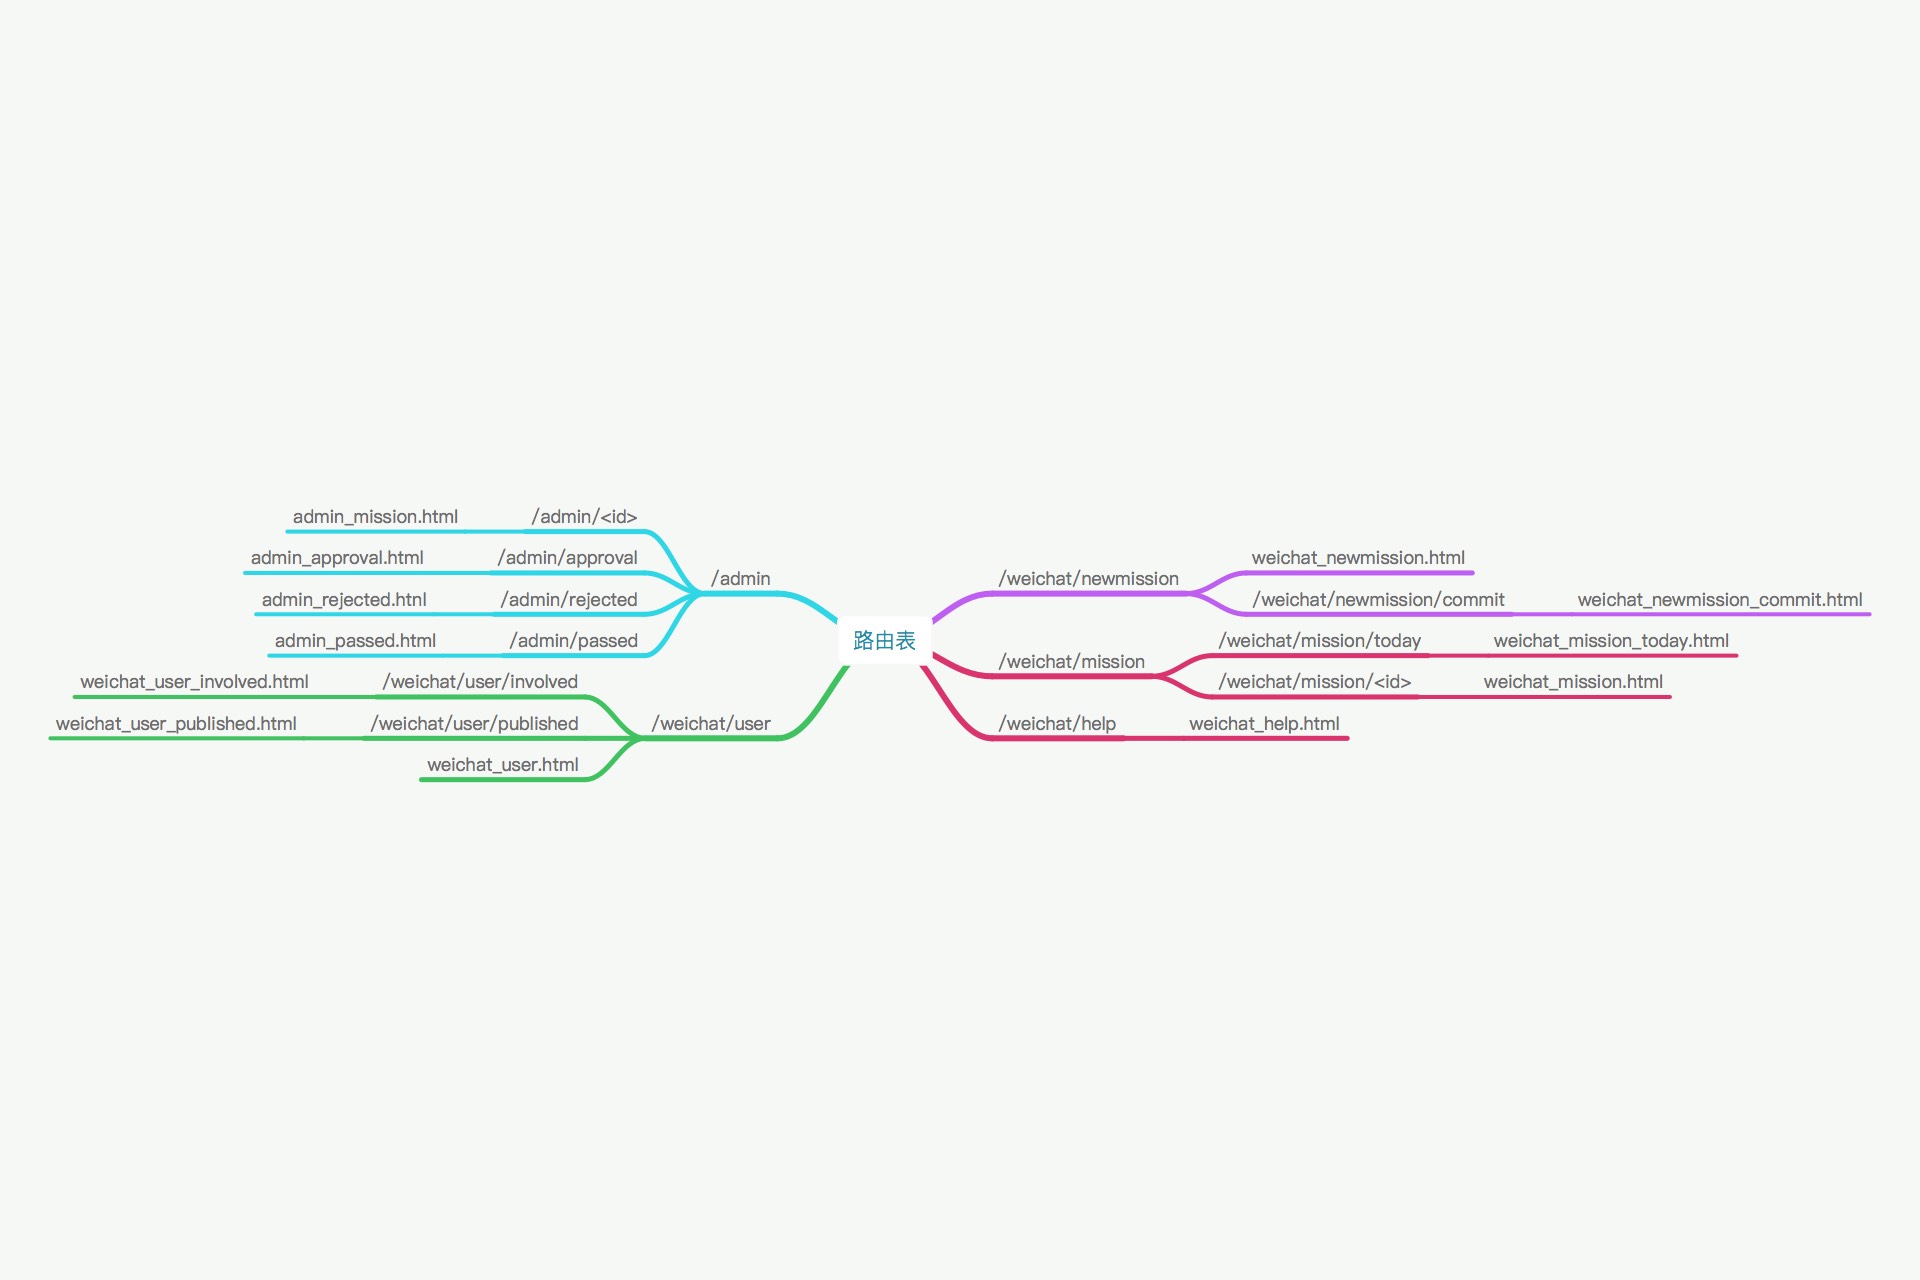 路由表
/weichat/newmission
weichat_newmission.html
/weichat/newmission/commit
weichat_newmission_commit.html
/weichat/mission
/weichat/mission/today
weichat_mission_today.html
/weichat/mission/<id>
weichat_mission.html
/weichat/help
weichat_help.html
/admin
/admin/<id>
admin_mission.html
/admin/approval
admin_approval.html
/admin/rejected
admin_rejected.htnl
/admin/passed
admin_passed.html
/weichat/user
/weichat/user/involved
weichat_user_involved.html
/weichat/user/published
weichat_user_published.html
weichat_user.html